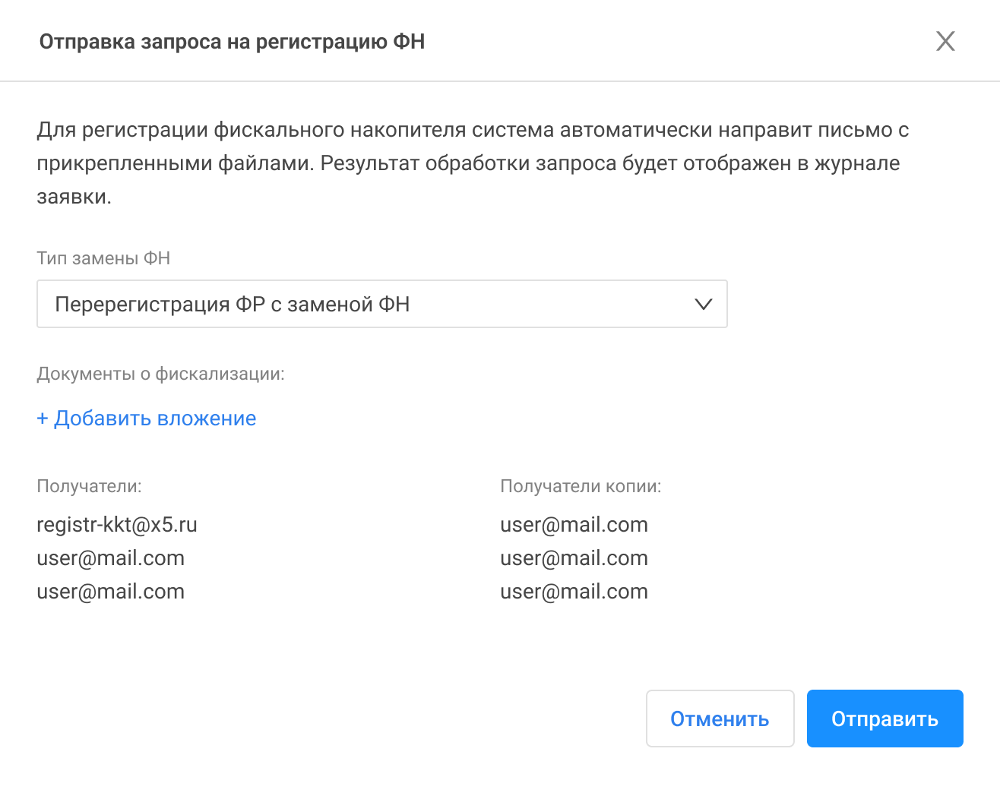 Отправка запроса на регистрацию ФН
Для регистрации фискального накопителя система автоматически направит письмо с
прикрепленными файлами. Результат обработки запроса будет отображен в журнале
заявки.
Тип замены ФН
Перерегистрация ФР с заменой ФН
Документы о фискализации:
+ Добавить вложение
Получатели:
registr-kkt@x5.ru
user@mail.com
user@mail.com
Получатели копии:
user@mail.com
user@mail.com
user@mail.com
Отменить
Отправить